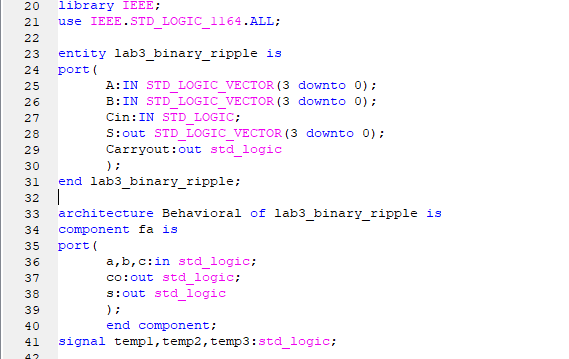 20 library IEEE;
21 use IEEE.STD_LOGIC_1164.ALL;
22
23 entity lab3_binary_ripple is
24 port(
25 A:IN STD_LOGIC_VECTOR(3 downto 0);
26 B:IN STD_LOGIC_VECTOR(3 downto 0);
27 Cin:IN STD_LOGIC;
28 S:out STD_LOGIC_VECTOR(3 downto 0);
29 Carryout:out std_logic
30 );
31 end lab3_binary_ripple;
32
33 architecture Behavioral of lab3_binary_ripple is
34 component fa is
35 port(
36 a,b,c:in std_logic;
37 co:out std_logic;
38 s:out std_logic
39 );
40 end component;
41 signal temp1,temp2,temp3:std_logic;
42